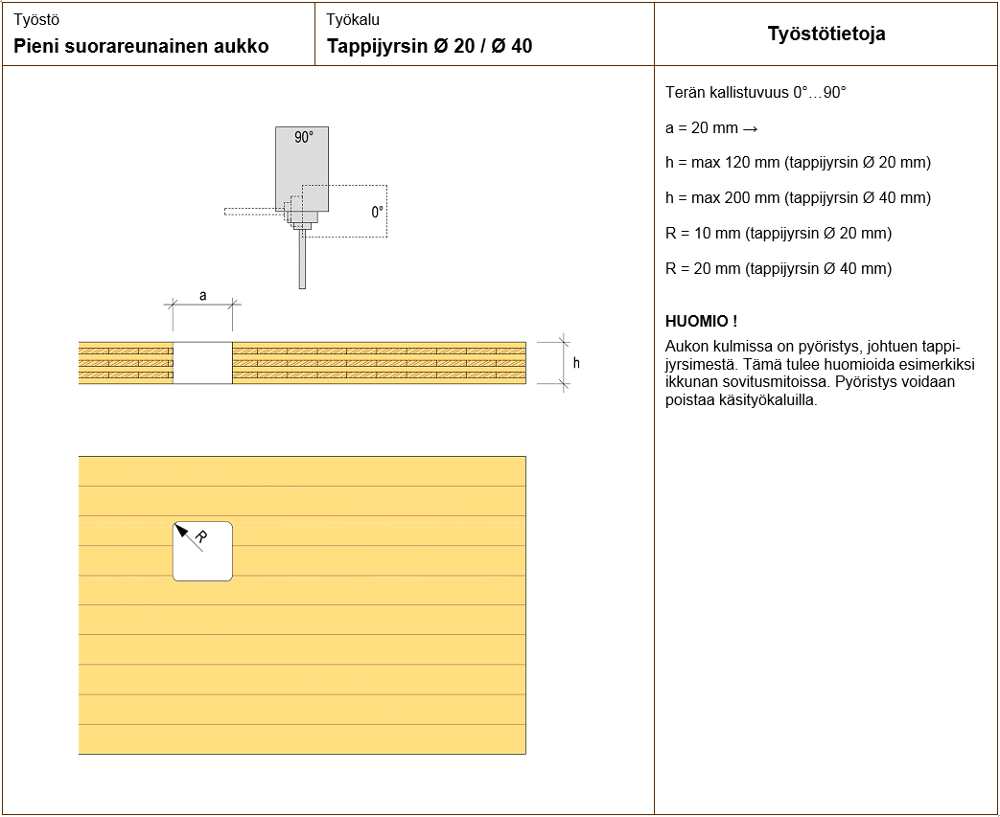 Työstö
Pieni suorareunainen aukko
Työkalu
Tappijyrsin Ø 20 / Ø 40
Työstötietoja
90°
0°
a
h
R
Terän kallistuvuus 0°…90°
a = 20 mm →
h = max 120 mm (tappijyrsin Ø 20 mm)
h = max 200 mm (tappijyrsin Ø 40 mm)
R = 10 mm (tappijyrsin Ø 20 mm)
R = 20 mm (tappijyrsin Ø 40 mm)
HUOMIO !
Aukon kulmissa on pyöristys, johtuen tappi-
jyrsimestä. Tämä tulee huomioida esimerkiksi
ikkunan sovitusmitoissa. Pyöristys voidaan
poistaa käsityökaluilla.